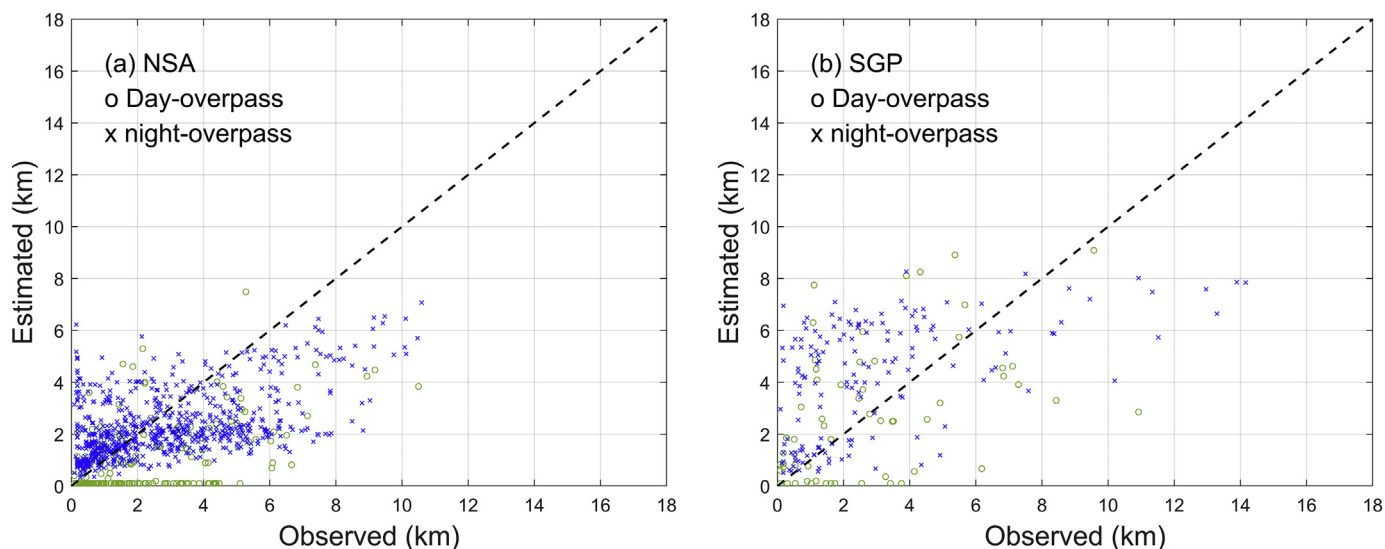 (a) NSA
o Day-overpass
x night-overpass
18
16
14
12
10
8
6
4
2
0
Estimated (km)
0 2 4 6 8 10 12 14 16 18
Observed (km)
(b) SGP
o Day-overpass
x night-overpass
18
16
14
12
10
8
6
4
2
0
Estimated (km)
0 2 4 6 8 10 12 14 16 18
Observed (km)